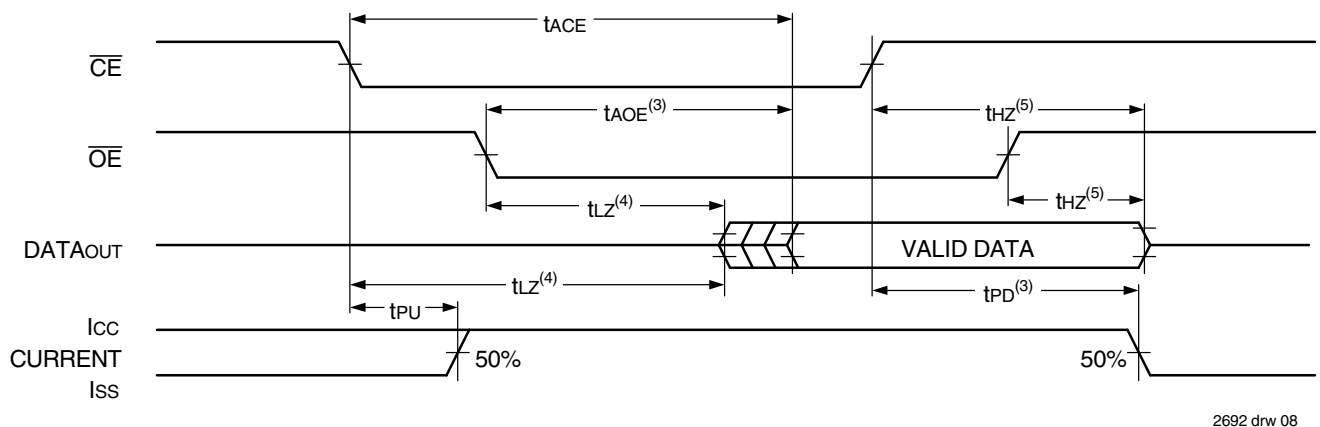 tACE
CE
tAOE(3)
tHZ(5)
OE
tLZ(4)
tHZ(5)
DATAOUT
VALID DATA
tLZ(4)
tPD(3)
tPU
ICC
CURRENT
50%
50%
ISS
2692 drw 08